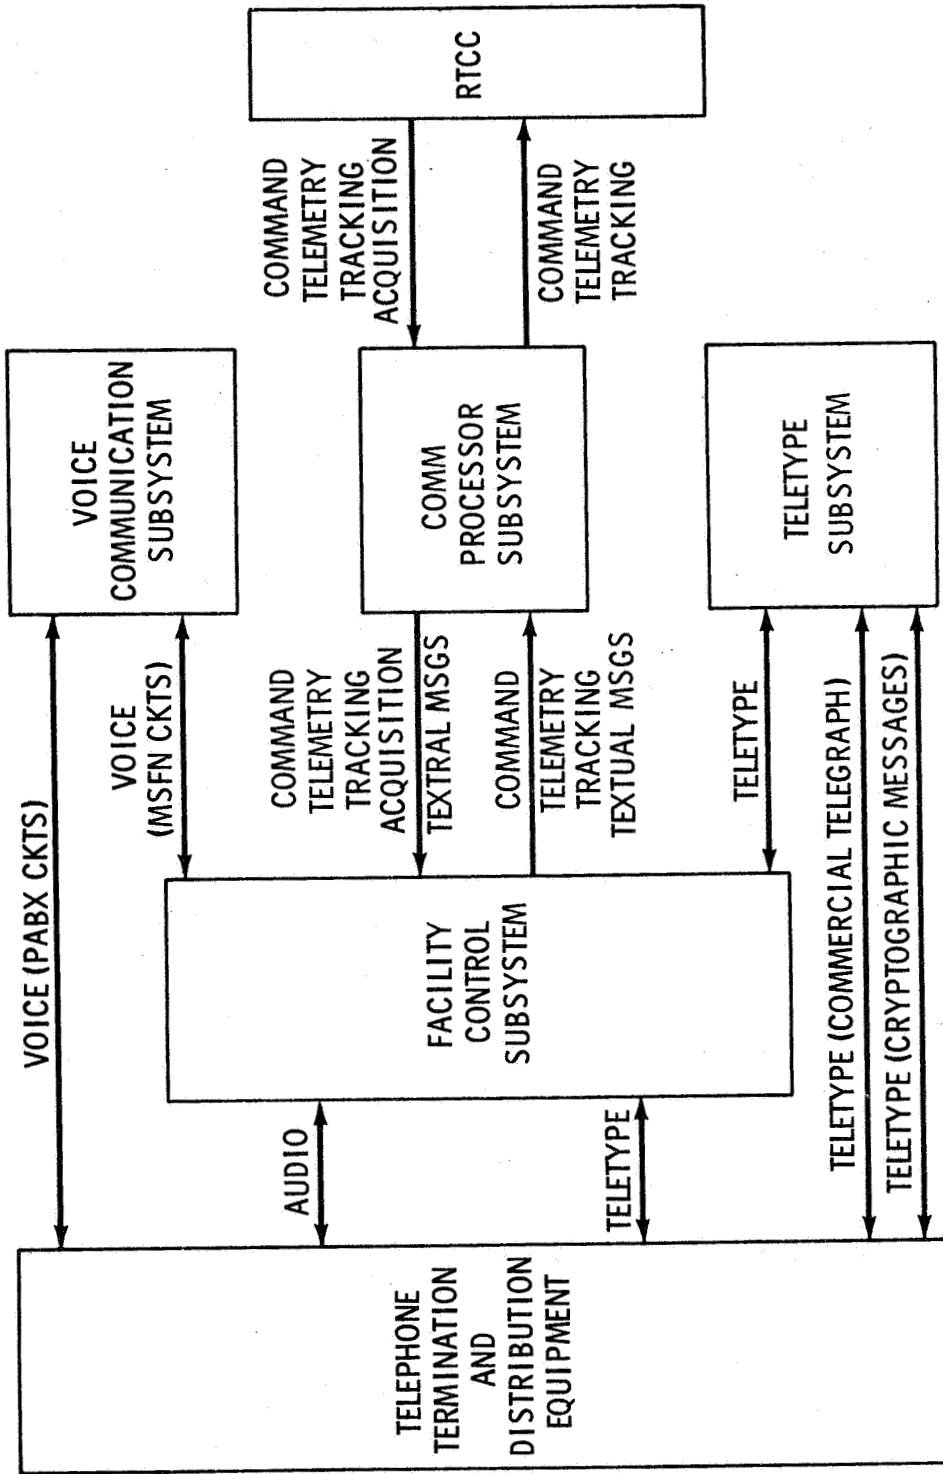 VOICE (PABX CKTS)
VOICE
COMMUNICATION
SUBSYSTEM
VOICE
(MSFN CKTS)
TELEPHONE
TERMINATION
AND
DISTRIBUTION
EQUIPMENT
AUDIO
TELETYPE
FACILITY
CONTROL
SUBSYSTEM
COMMAND
TELEMETRY
TRACKING
ACQUISITION
TEXTRAL MSGS
COMMAND
TELEMETRY
TRACKING
TEXTUAL MSGS
COMM
PROCESSOR
SUBSYSTEM
COMMAND
TELEMETRY
TRACKING
ACQUISITION
COMMAND
TELEMETRY
TRACKING
RTCC
TELETYPE
TELETYPE
SUBSYSTEM
TELETYPE (COMMERCIAL TELEGRAPH)
TELETYPE (CRYPTOGRAPHIC MESSAGES)